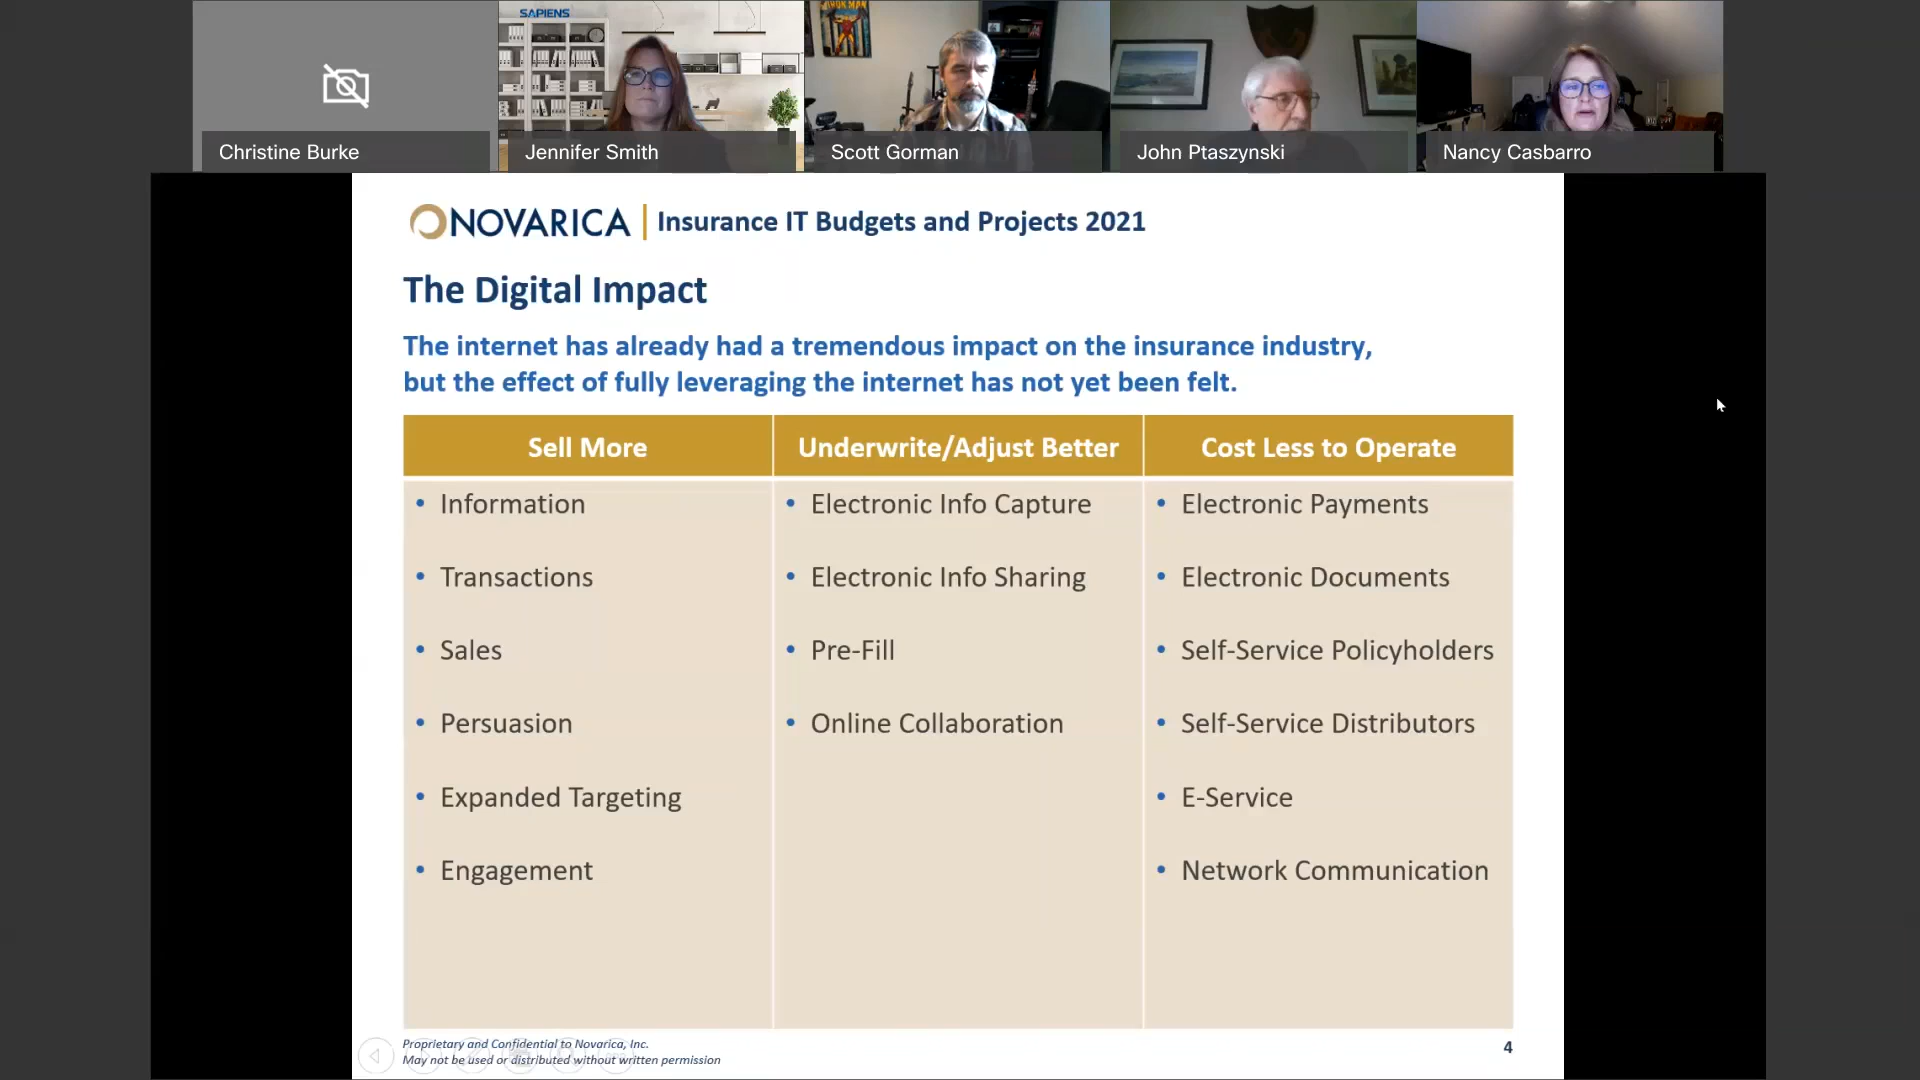 SAPIENS
IRON MAN
Christine Burke
Jennifer Smith
Scott Gorman
John Ptaszynski
Nancy Casbarro
NOVARICA
Insurance IT Budgets and Projects 2021
The Digital Impact
The internet has already had a tremendous impact on the insurance industry,
but the effect of fully leveraging the internet has not yet been felt.
Sell More
Underwrite/Adjust Better
Cost Less to Operate
• Information
• Transactions
• Sales
• Persuasion
• Expanded Targeting
• Engagement
• Electronic Info Capture
• Electronic Info Sharing
• Pre-Fill
• Online Collaboration
• Electronic Payments
• Electronic Documents
• Self-Service Policyholders
• Self-Service Distributors
• E-Service
• Network Communication
Proprietary and Confidential to Novarica, Inc.
May not be used or distributed without written permission
4